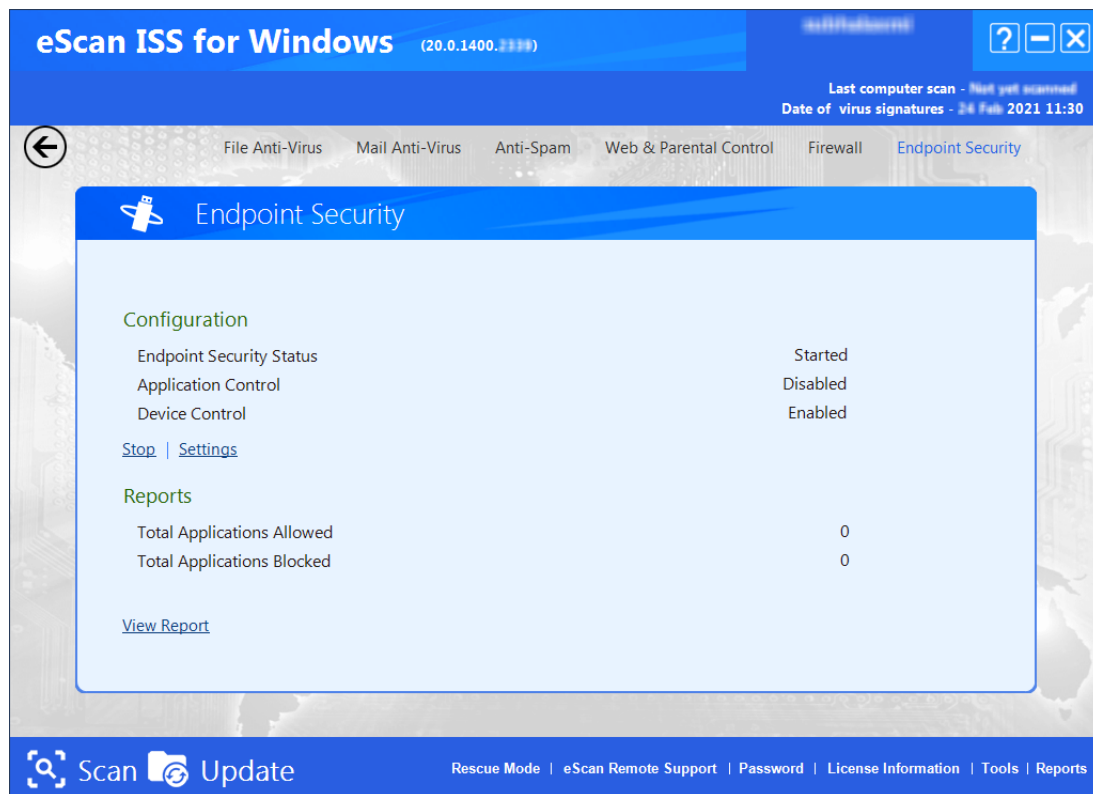 eScan ISS for Windows (20.0.1400.
Last computer scan -
Date of virus signatures - 2021 11:30
File Anti-Virus Mail Anti-Virus Anti-Spam Web & Parental Control Firewall Endpoint Security
Endpoint Security
Configuration
Endpoint Security Status Started
Application Control Disabled
Device Control Enabled
Stop | Settings
Reports
Total Applications Allowed 0
Total Applications Blocked 0
View Report
Scan Update Rescue Mode | eScan Remote Support | Password | License Information | Tools | Reports